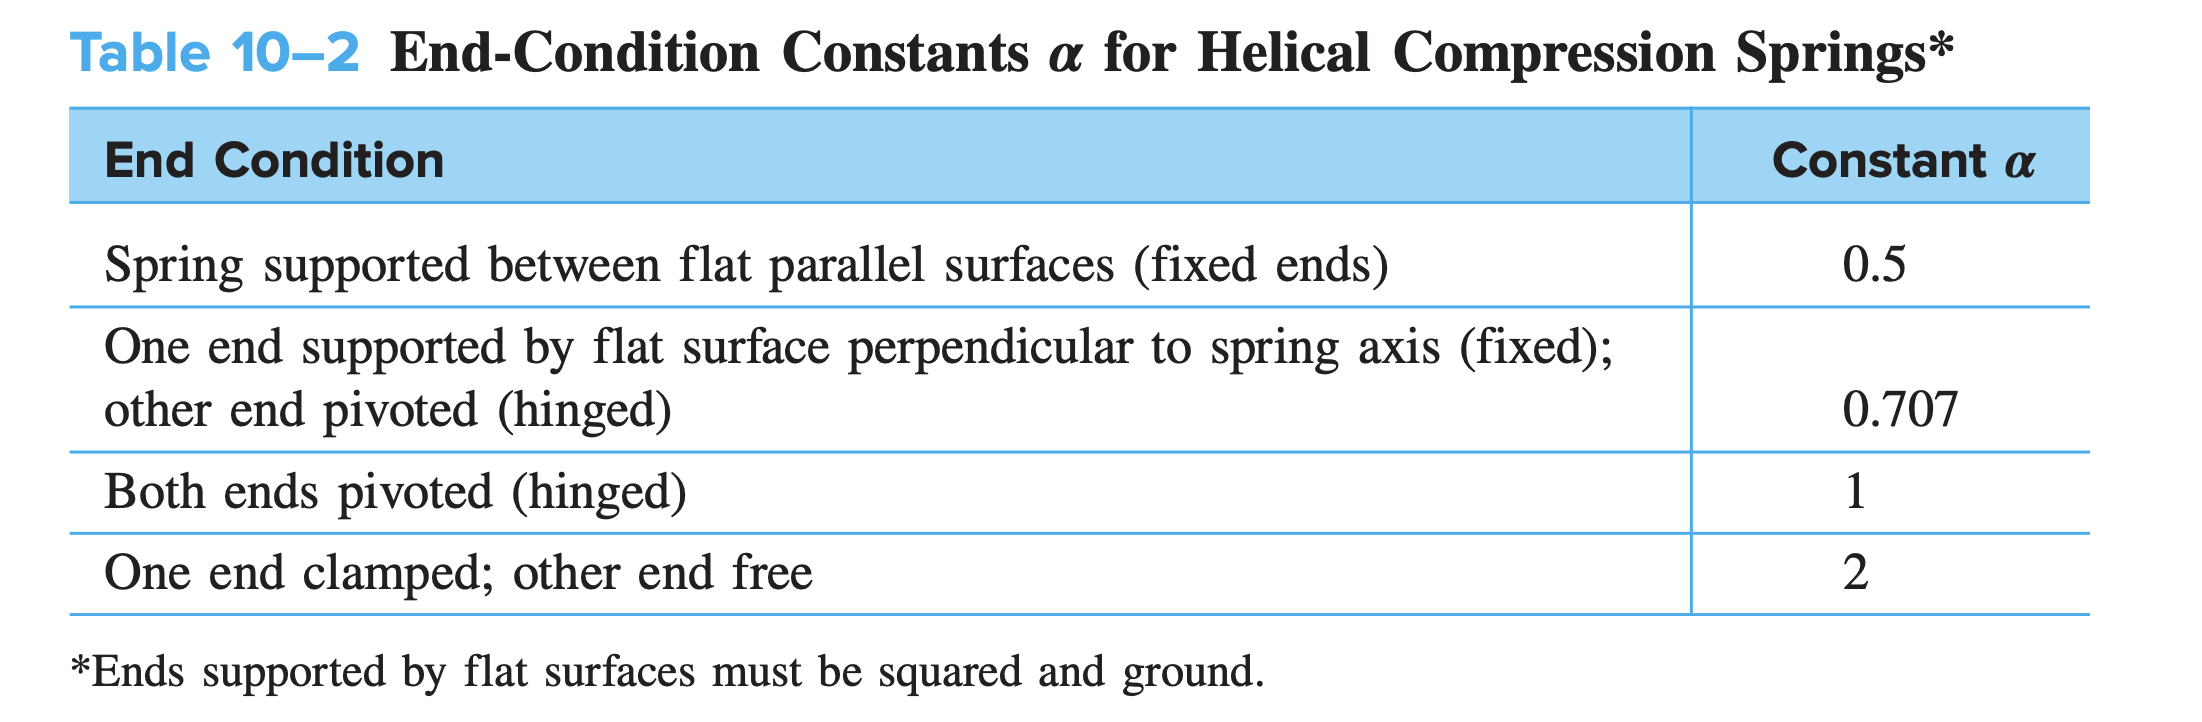 Table 10–2 End-Condition Constants α for Helical Compression Springs*
End Condition Constant α
Spring supported between flat parallel surfaces (fixed ends) 0.5
One end supported by flat surface perpendicular to spring axis (fixed);
other end pivoted (hinged) 0.707
Both ends pivoted (hinged) 1
One end clamped; other end free 2
*Ends supported by flat surfaces must be squared and ground.